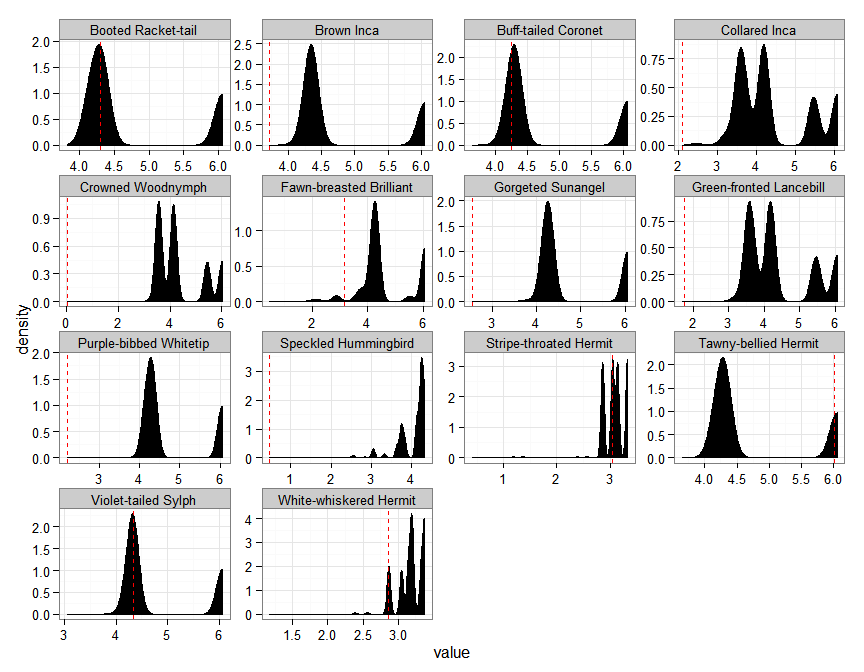 Booted Racket-tail Brown Inca Buff-tailed Coronet Collared Inca
2.0 1.5 1.0 0.5 0.0 2.5 2.0 1.5 1.0 0.5 0.0 2.0 1.5 1.0 0.5 0.0 0.75 0.50 0.25 0.00
4.0 4.5 5.0 5.5 6.0 4.0 4.5 5.0 5.5 6.0 4.0 4.5 5.0 5.5 6.0 2 3 4 5 6
Crowned Woodnymph Fawn-breasted Brilliant Gorgeted Sunangel Green-fronted Lancebill
0.9 0.6 0.3 0.0 1.0 0.5 0.0 2.0 1.5 1.0 0.5 0.0 0.75 0.50 0.25 0.00
0 2 4 6 2 4 6 3 4 5 6 2 3 4 5 6
density
Purple-bibbed Whitetip Speckled Hummingbird Stripe-throated Hermit Tawny-bellied Hermit
2.0 1.5 1.0 0.5 0.0 3 2 1 0 3 2 1 0 2.0 1.5 1.0 0.5 0.0
3 4 5 6 1 2 3 4 1 2 3 4.0 4.5 5.0 5.5 6.0
Violet-tailed Sylph White-whiskered Hermit
2.0 1.5 1.0 0.5 0.0 4 3 2 1 0
3 4 5 6 1.5 2.0 2.5 3.0
value